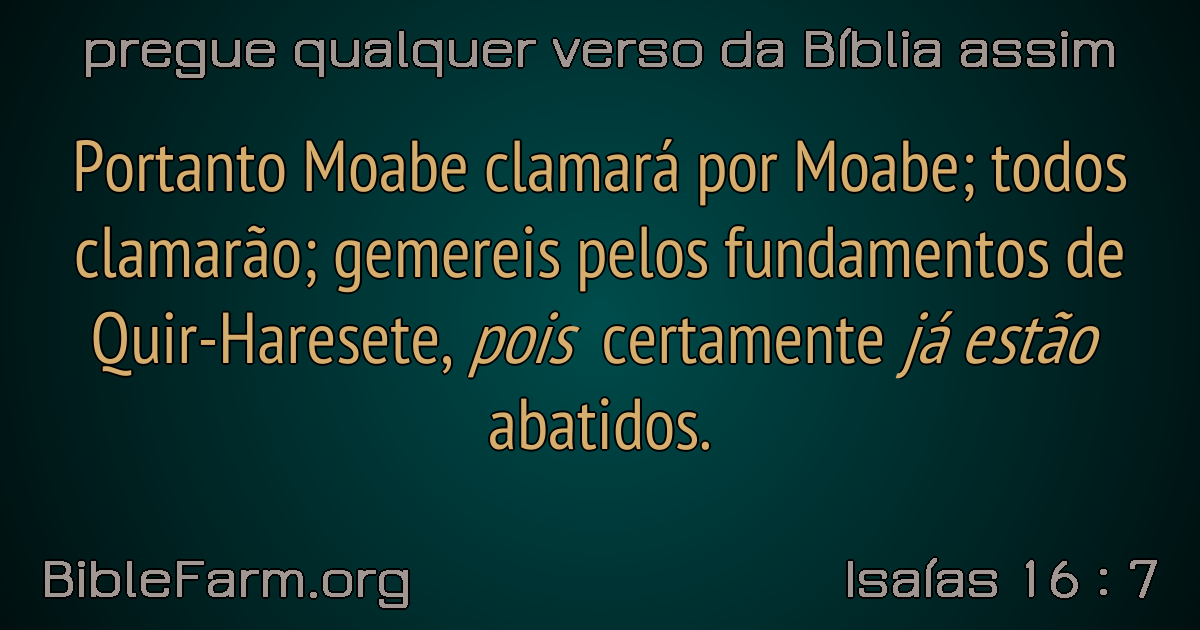 pregue qualquer verso da Bíblia assim
Portanto Moabe clamará por Moabe; todos
clamarão; gemereis pelos fundamentos de
Quir-Haresete, pois certamente já estão
abatidos.
BibleFarm.org
Isaías 16 : 7